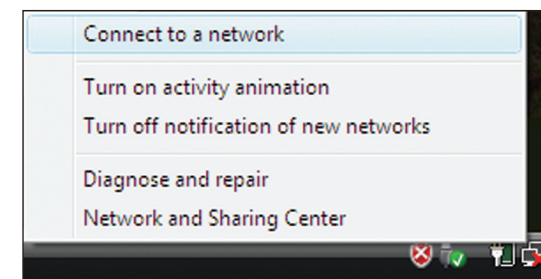 Connect to a network
Turn on activity animation
Turn off notification of new networks
Diagnose and repair
Network and Sharing Center